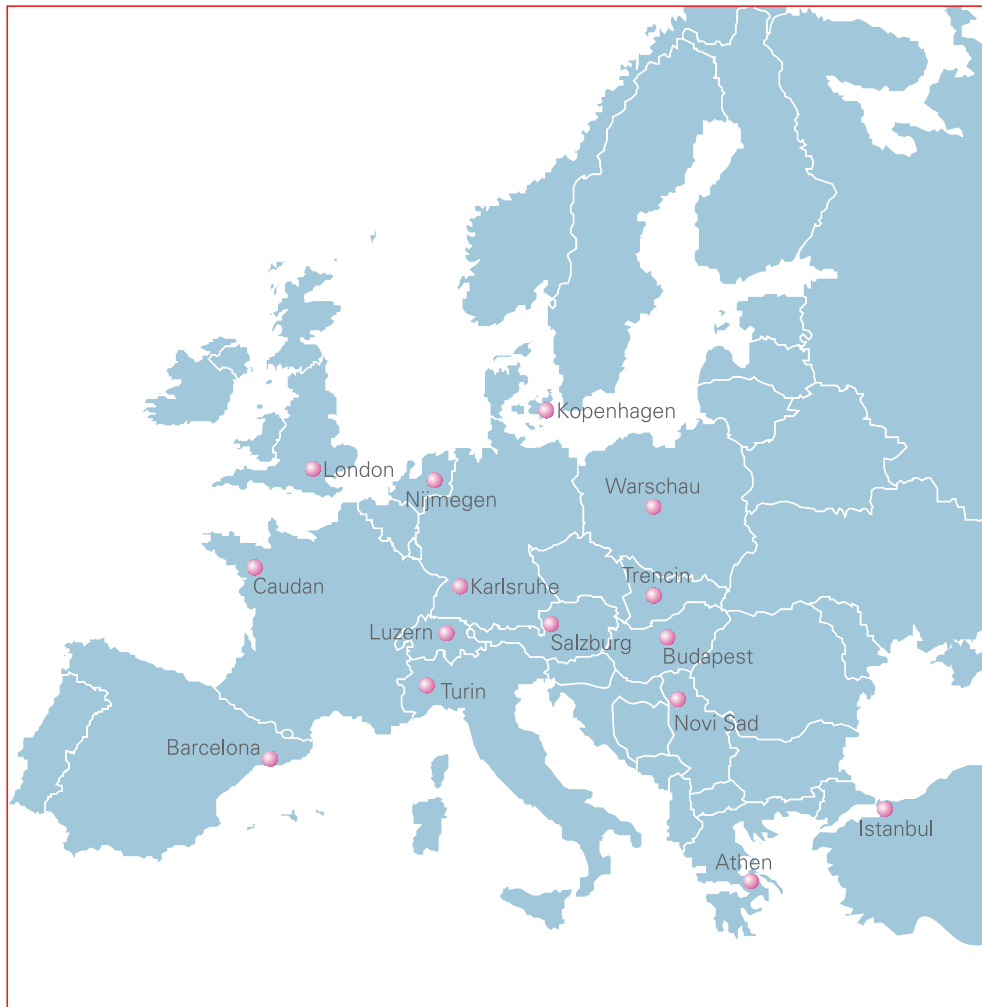 Kopenhagen
London
Nijmegen
Warschau
Caudan
Karlsruhe
Trencin
Luzern
Salzburg
Budapest
Turin
Novi Sad
Barcelona
Istanbul
Athen